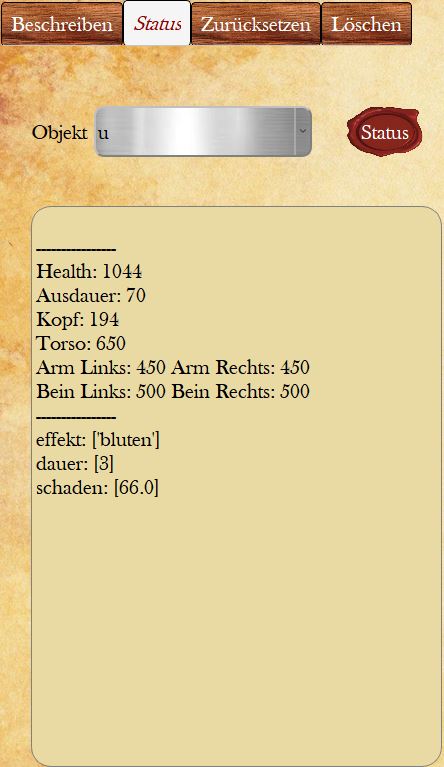 Beschreiben Status Zurücksetzen Löschen
Objekt u Status
----------------
Health: 1044
Ausdauer: 70
Kopf: 194
Torso: 650
Arm Links: 450 Arm Rechts: 450
Bein Links: 500 Bein Rechts: 500
----------------
effekt: ['bluten']
dauer: [3]
schaden: [66.0]